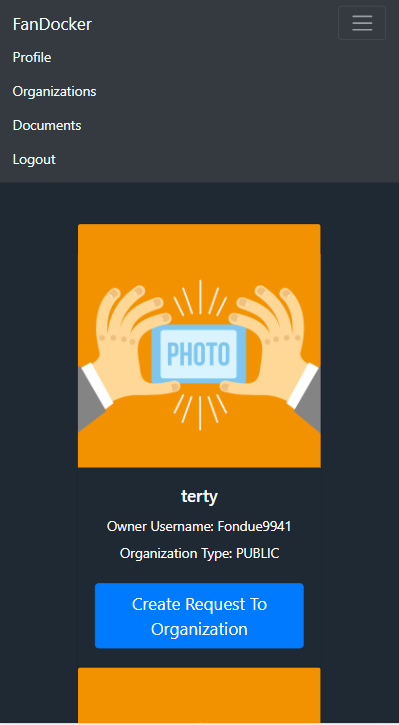 FanDocker
Profile
Organizations
Documents
Logout
PHOTO
terty
Owner Username: Fondue9941
Organization Type: PUBLIC
Create Request To
Organization